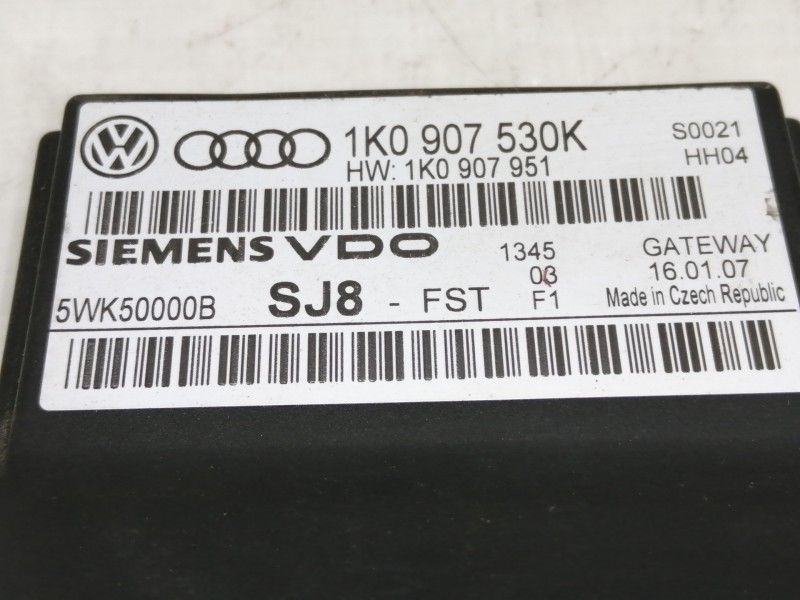 1K0 907 530K S0021
HW: 1K0 907 951 HH04
SIEMENS VDO 1345 GATEWAY
03 16.01.07
5WK50000B SJ8 - FST F1 Made in Czech Republic